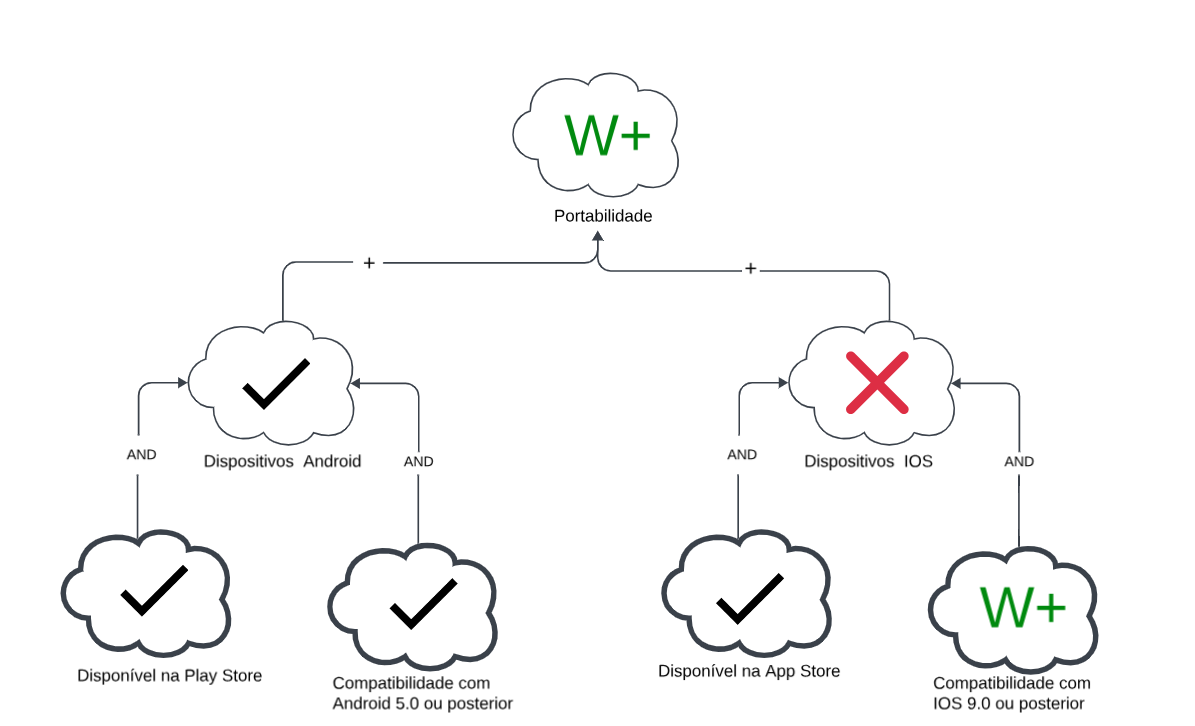 W+
Portabilidade
+
+
AND
Dispositivos Android
AND
AND
Dispositivos IOS
AND
W+
Disponível na Play Store
Compatibilidade com
Android 5.0 ou posterior
Disponível na App Store
Compatibilidade com
IOS 9.0 ou posterior